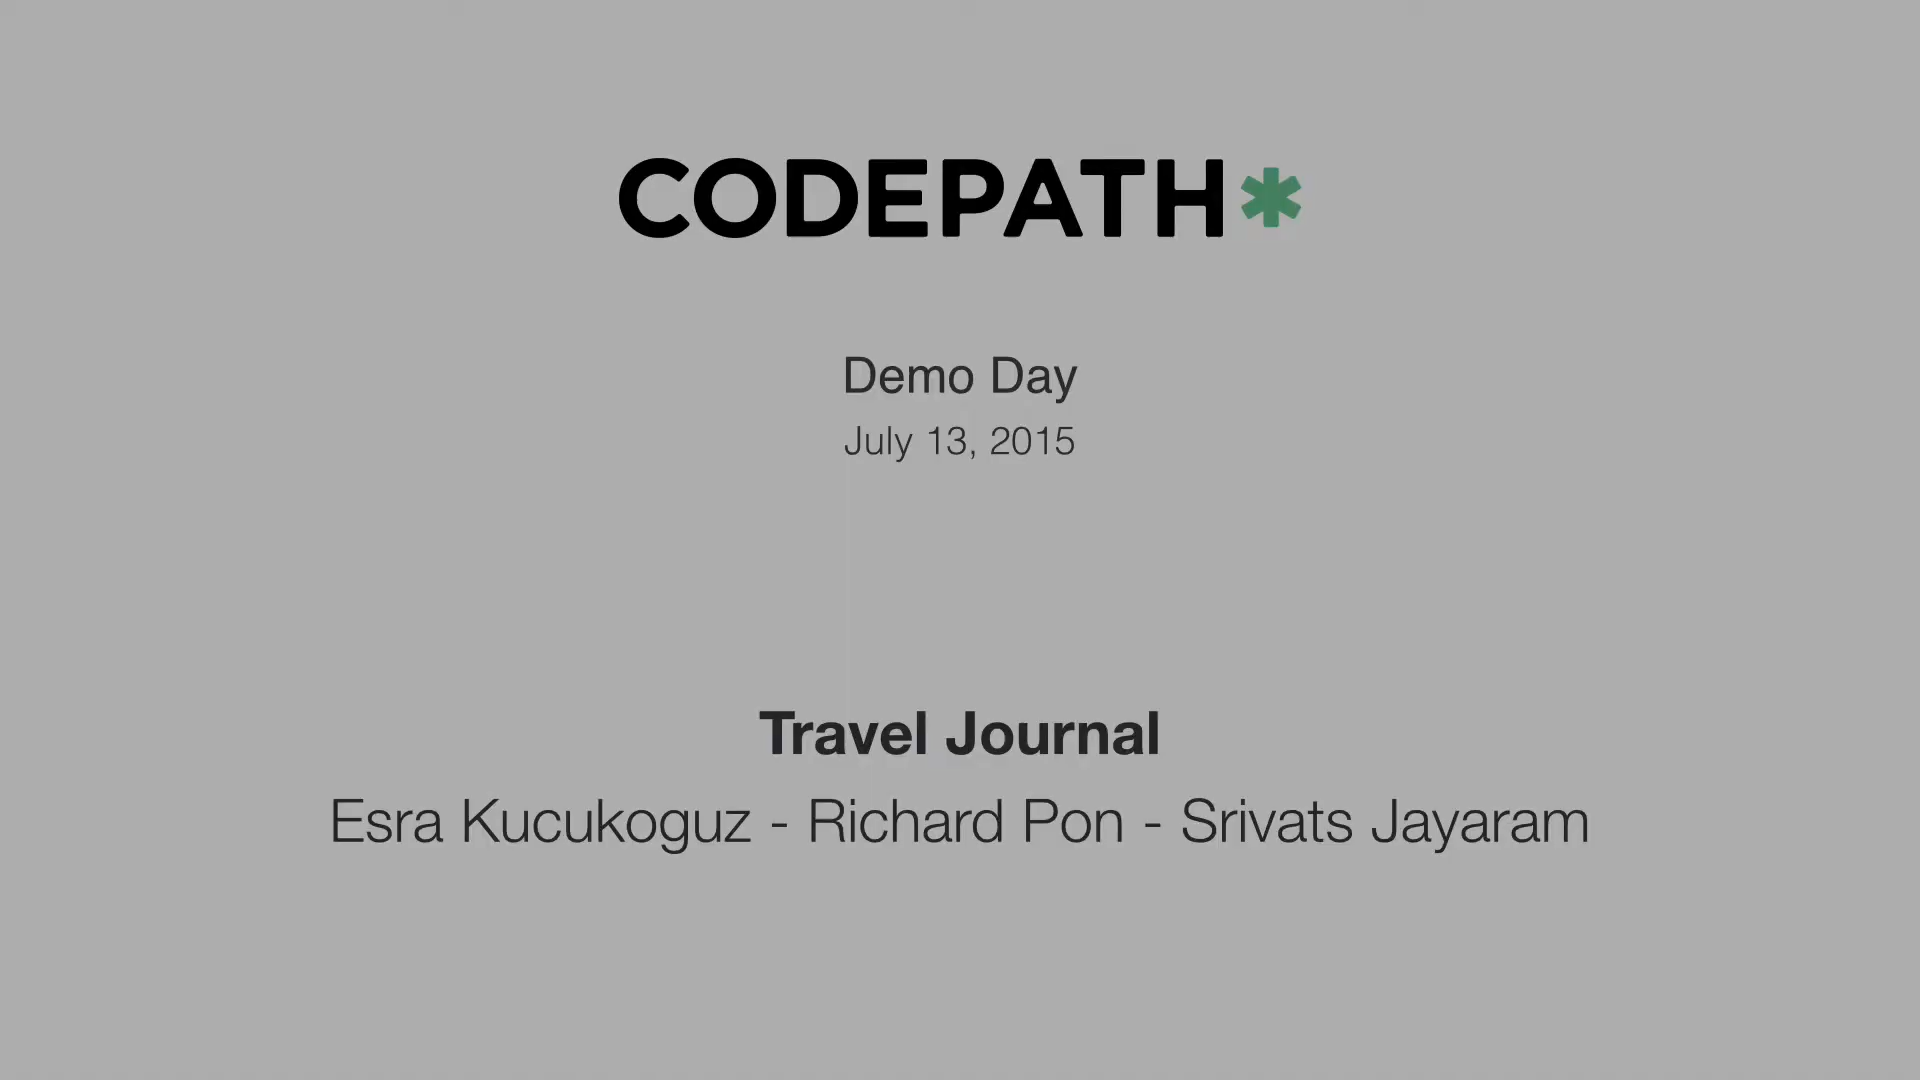 CODEPATH*
Demo Day
July 13, 2015
Travel Journal
Esra Kucukoguz - Richard Pon - Srivats Jayaram